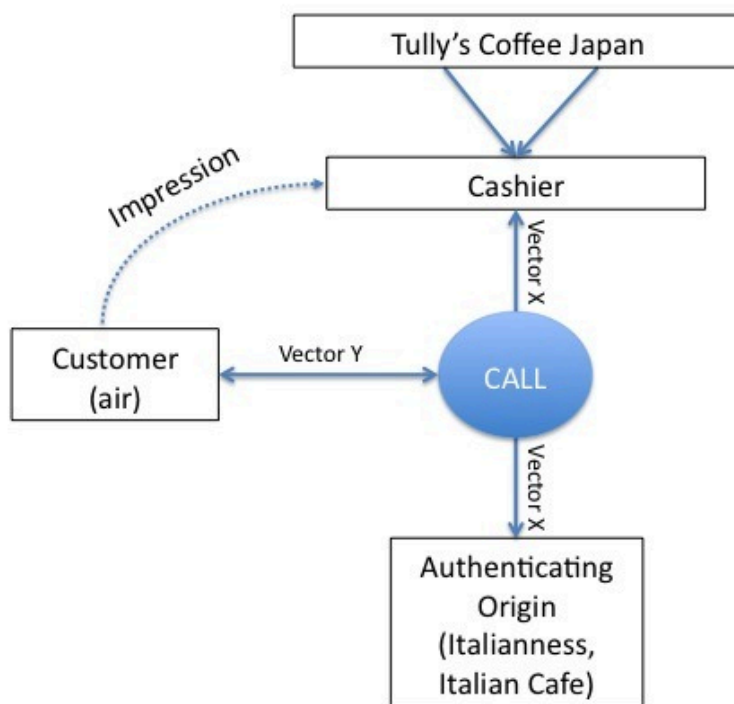 Tully’s Coffee Japan
Cashier
Impression
Vector X
Customer
(air)
Vector Y
CALL
Vector X
Authenticating
Origin
(Italianness,
Italian Cafe)